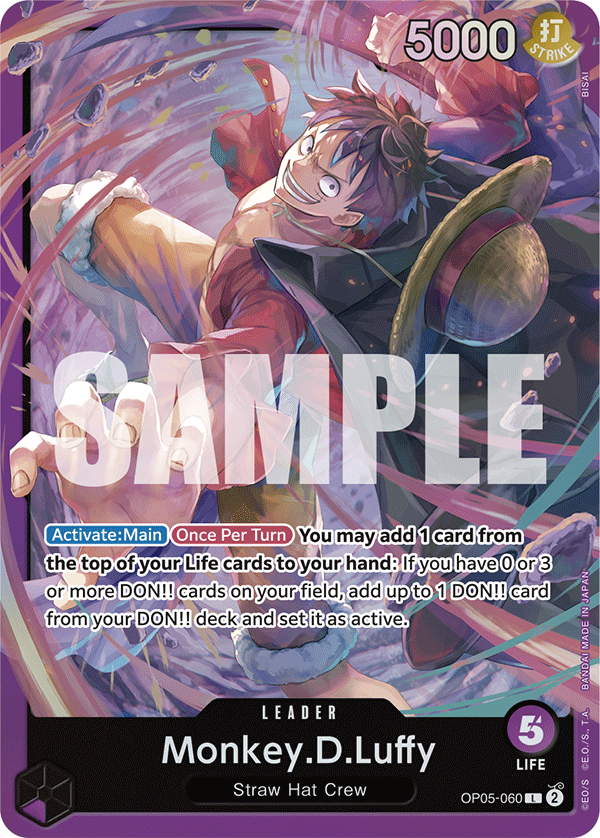 5000
打
STRIKE
BISAI
SAMPLE
Activate:Main Once Per Turn You may add 1 card from
the top of your Life cards to your hand: If you have 0 or 3
or more DON!! cards on your field, add up to 1 DON!! card
from your DON!! deck and set it as active.
©E.O./S., T.A. BANDAI MADE IN JAPAN
©EO/S
LEADER
Monkey.D.Luffy
5
LIFE
Straw Hat Crew
OP05-060 L 2